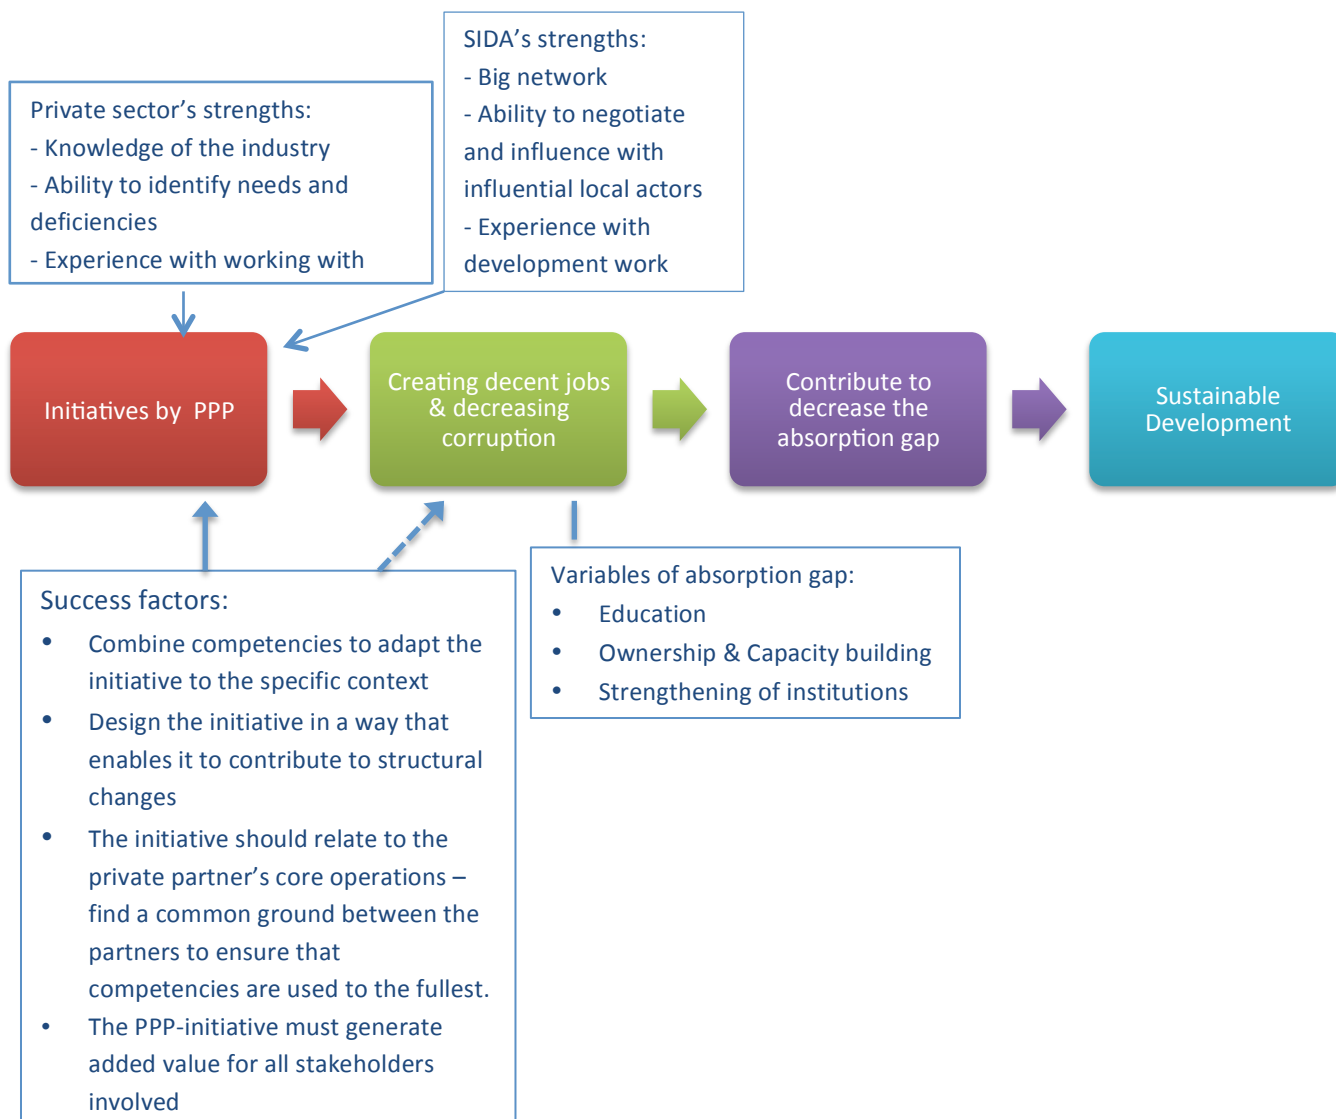 SIDA’s strengths:
- Big network
- Ability to negotiate
and influence with
influential local actors
- Experience with
development work
Private sector’s strengths:
- Knowledge of the industry
- Ability to identify needs and
deficiencies
- Experience with working with
Initiatives by PPP
Creating decent jobs
& decreasing
corruption
Contribute to
decrease the
absorption gap
Sustainable
Development
Success factors:
• Combine competencies to adapt the
initiative to the specific context
• Design the initiative in a way that
enables it to contribute to structural
changes
• The initiative should relate to the
private partner’s core operations –
find a common ground between the
partners to ensure that
competencies are used to the fullest.
• The PPP-initiative must generate
added value for all stakeholders
involved
Variables of absorption gap:
• Education
• Ownership & Capacity building
• Strengthening of institutions